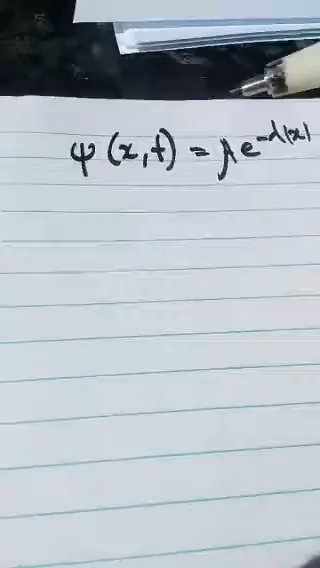 ψ(x,t) = Ae^-λ|x|